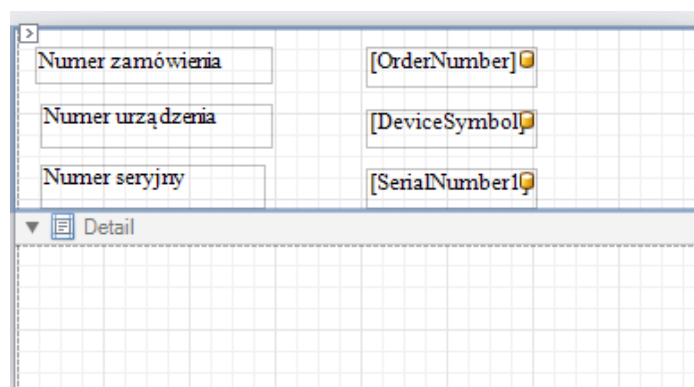 Numer zamówienia [OrderNumber]
Numer urządzenia [DeviceSymbol]
Numer seryjny [SerialNumber1]
Detail